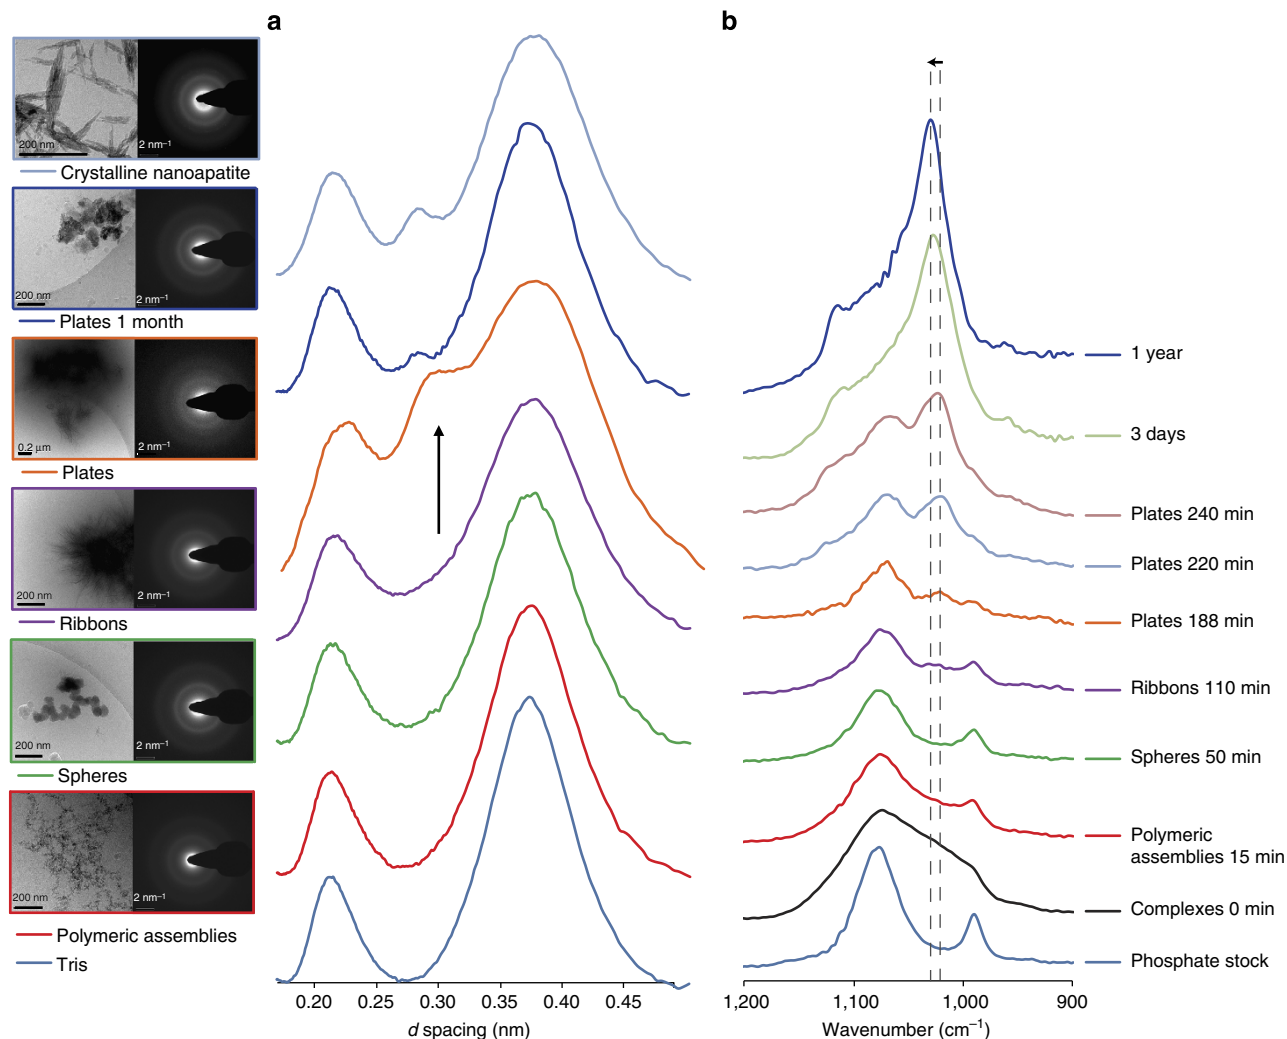 a
b
200 nm
2 nm⁻¹
Crystalline nanoapatite
200 nm
2 nm⁻¹
Plates 1 month
0.2 μm
2 nm⁻¹
Plates
200 nm
2 nm⁻¹
Ribbons
200 nm
2 nm⁻¹
Spheres
200 nm
2 nm⁻¹
Polymeric assemblies
Tris
0.20
0.25
0.30
0.35
0.40
0.45
d spacing (nm)
1 year
3 days
Plates 240 min
Plates 220 min
Plates 188 min
Ribbons 110 min
Spheres 50 min
Polymeric
assemblies 15 min
Complexes 0 min
Phosphate stock
1,200
1,100
1,000
900
Wavenumber (cm⁻¹)